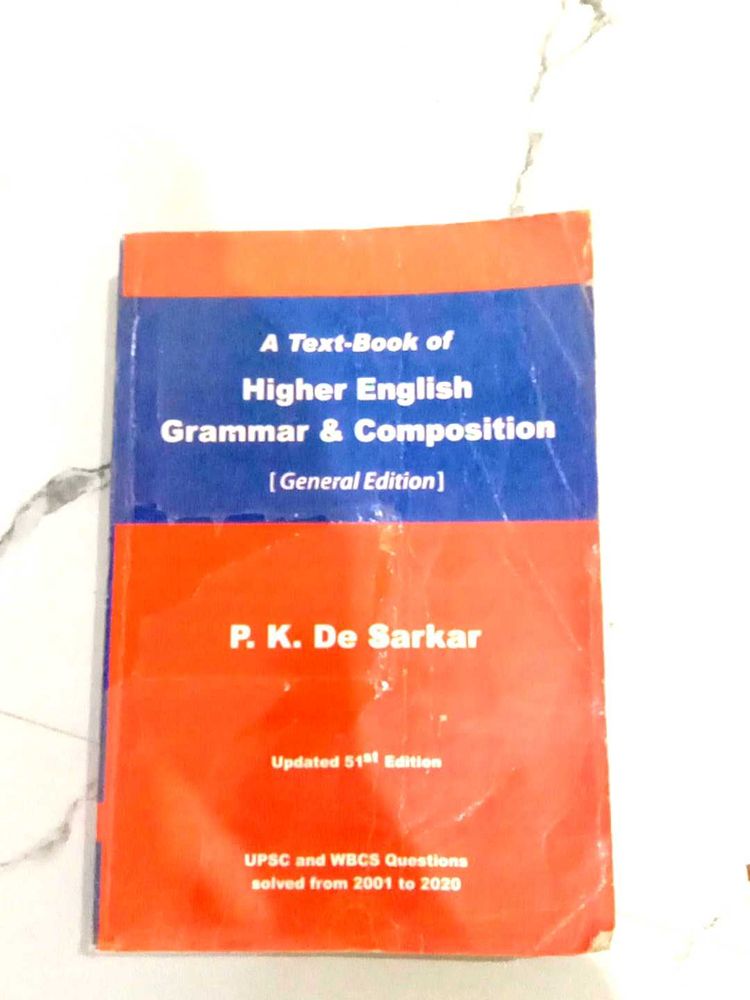 A Text-Book of
Higher English
Grammar & Composition
[General Edition]
P. K. De Sarkar
Updated 51st Edition
UPSC and WBCS Questions
solved from 2001 to 2020